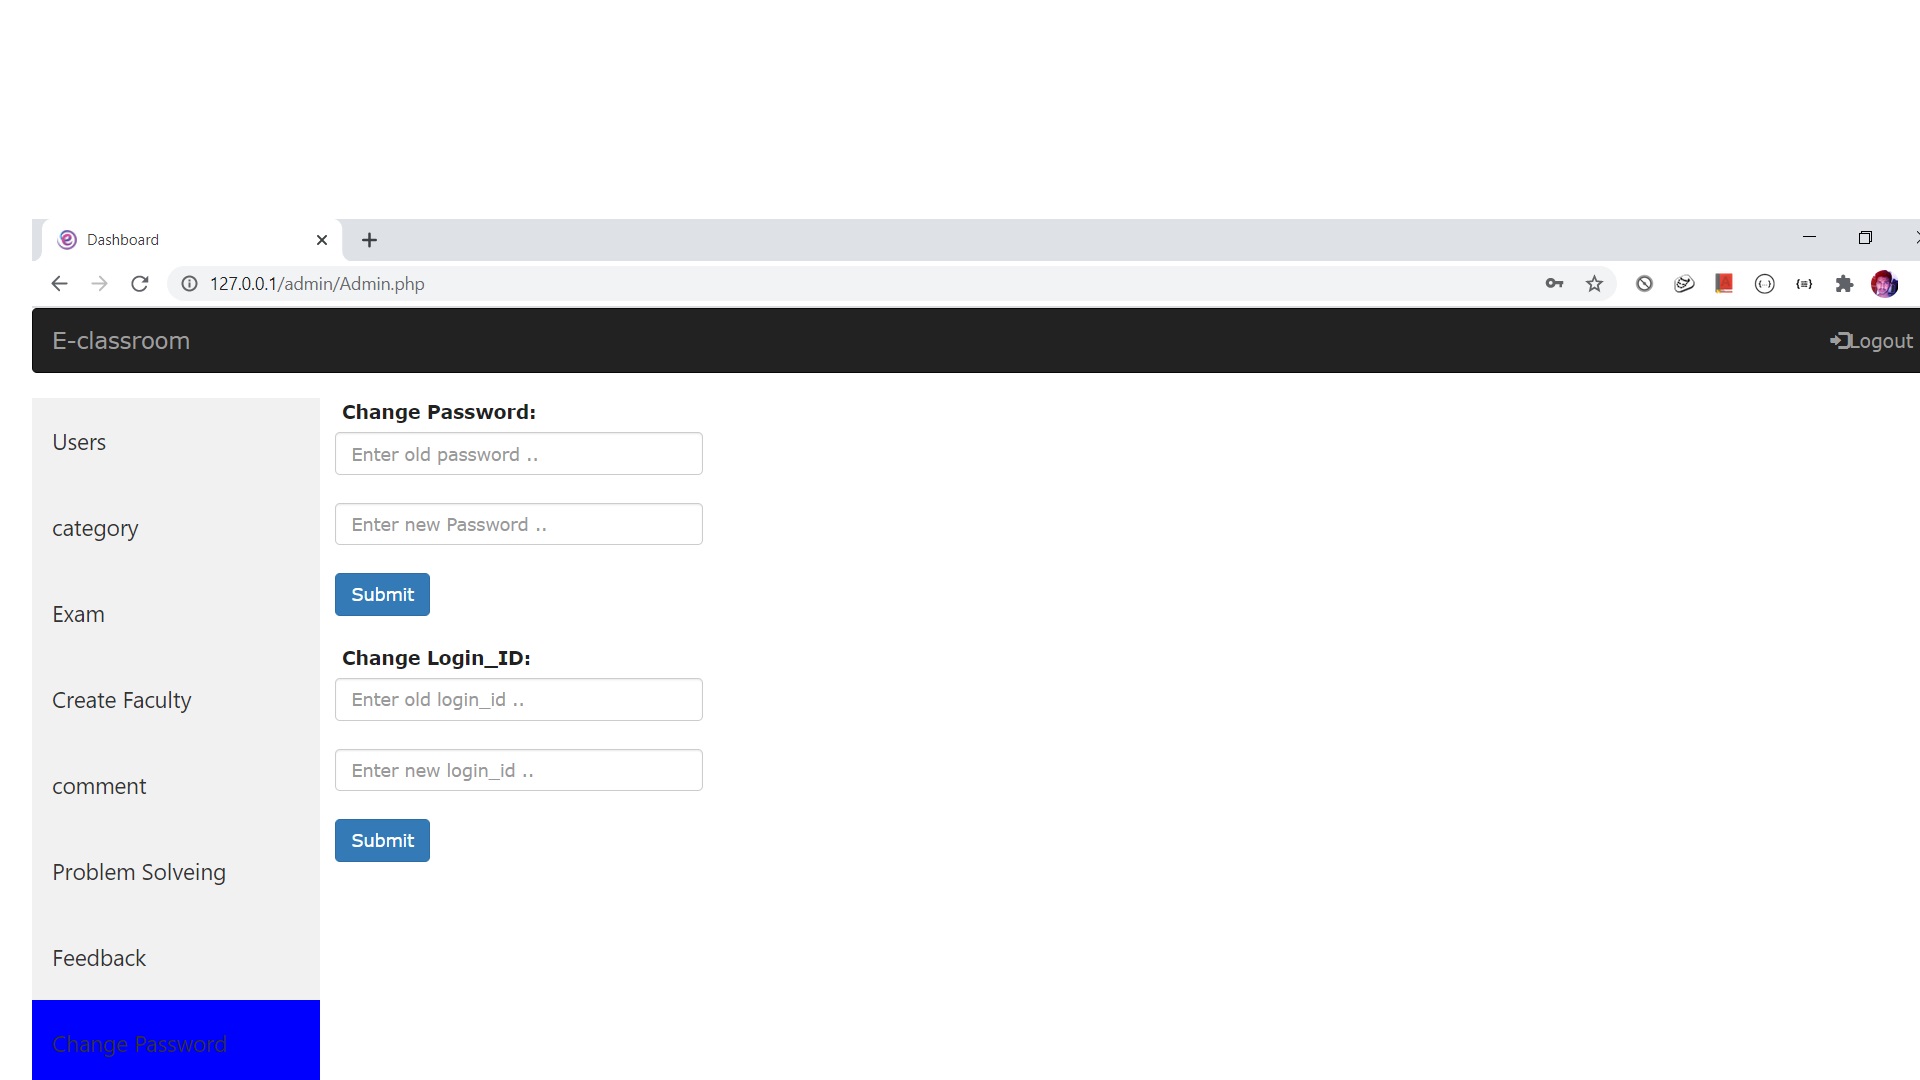 Dashboard
127.0.0.1/admin/Admin.php
E-classroom
Logout
Users
category
Exam
Create Faculty
comment
Problem Solveing
Feedback
Change Password
Change Password:
Enter old password ..
Enter new Password ..
Submit
Change Login_ID:
Enter old login_id ..
Enter new login_id ..
Submit